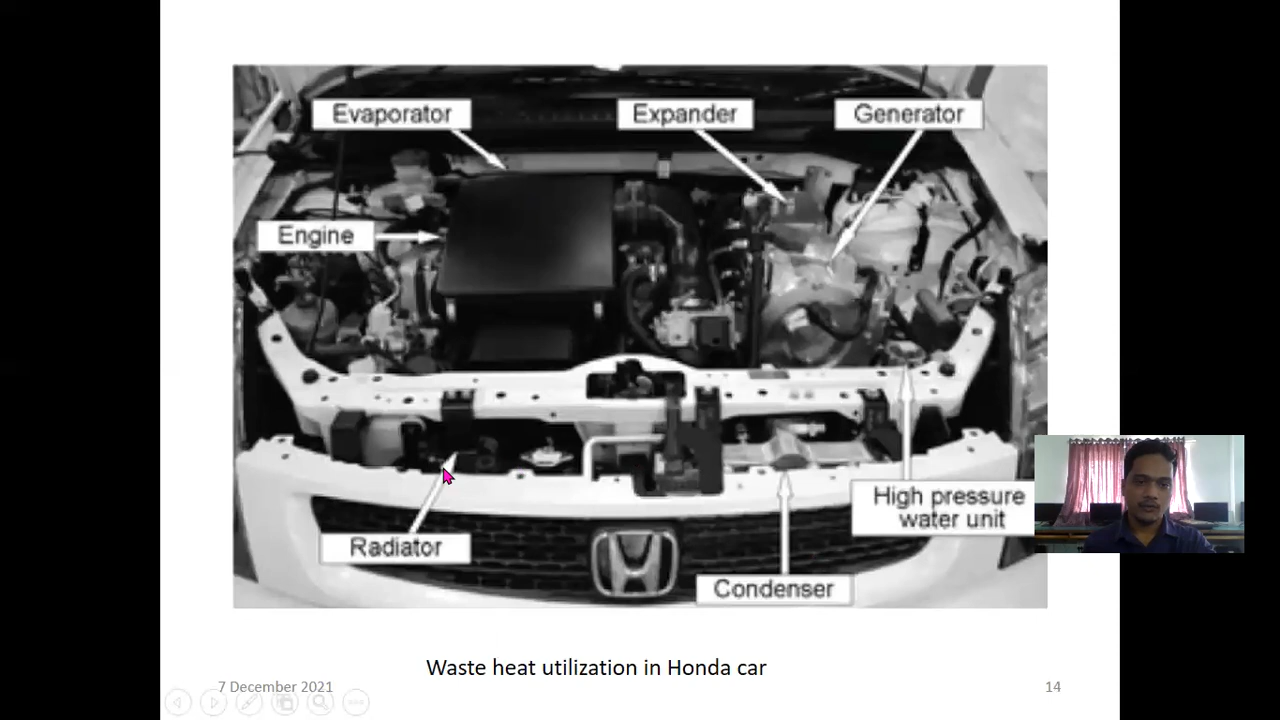 Evaporator
Expander
Generator
Engine
High pressure
water unit
Radiator
Condenser
Waste heat utilization in Honda car
7 December 2021
14